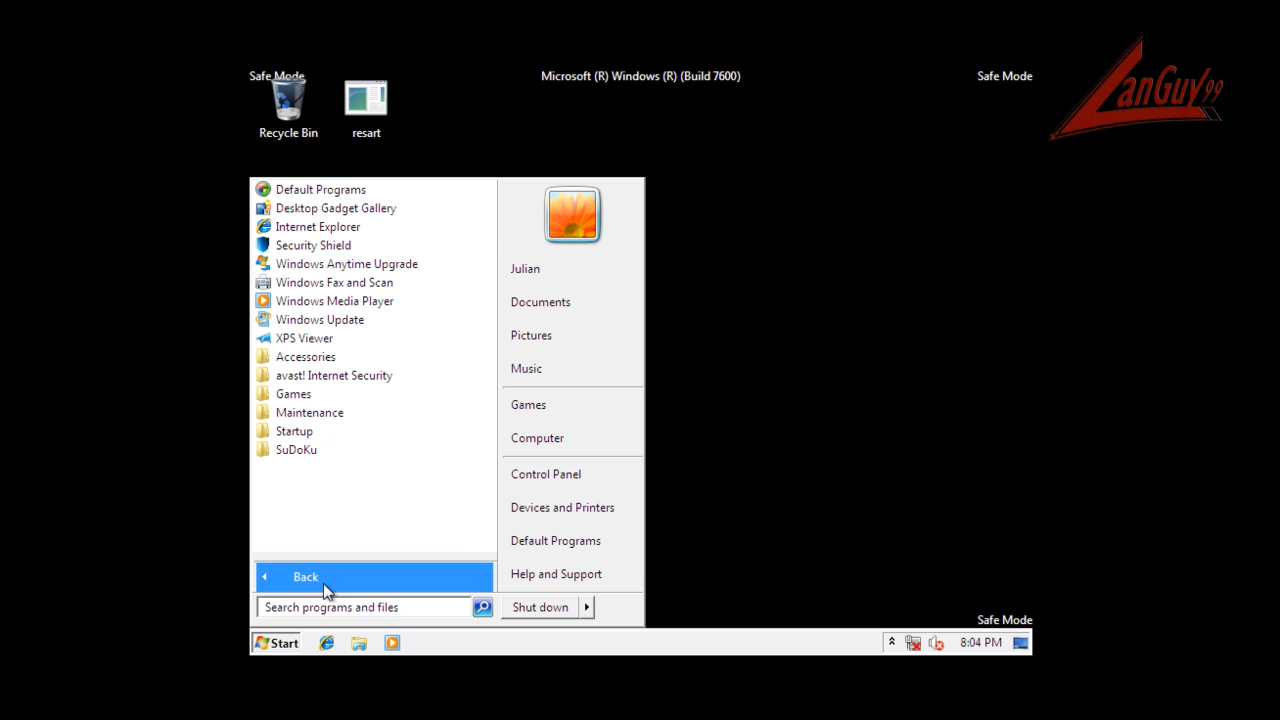 Safe Mode
Microsoft (R) Windows (R) (Build 7600)
Safe Mode
LanGuy99
Recycle Bin
resart
Default Programs
Desktop Gadget Gallery
Internet Explorer
Security Shield
Windows Anytime Upgrade
Windows Fax and Scan
Windows Media Player
Windows Update
XPS Viewer
Accessories
avast! Internet Security
Games
Maintenance
Startup
SuDoKu
Back
Search programs and files
Julian
Documents
Pictures
Music
Games
Computer
Control Panel
Devices and Printers
Default Programs
Help and Support
Shut down
Safe Mode
Start
8:04 PM